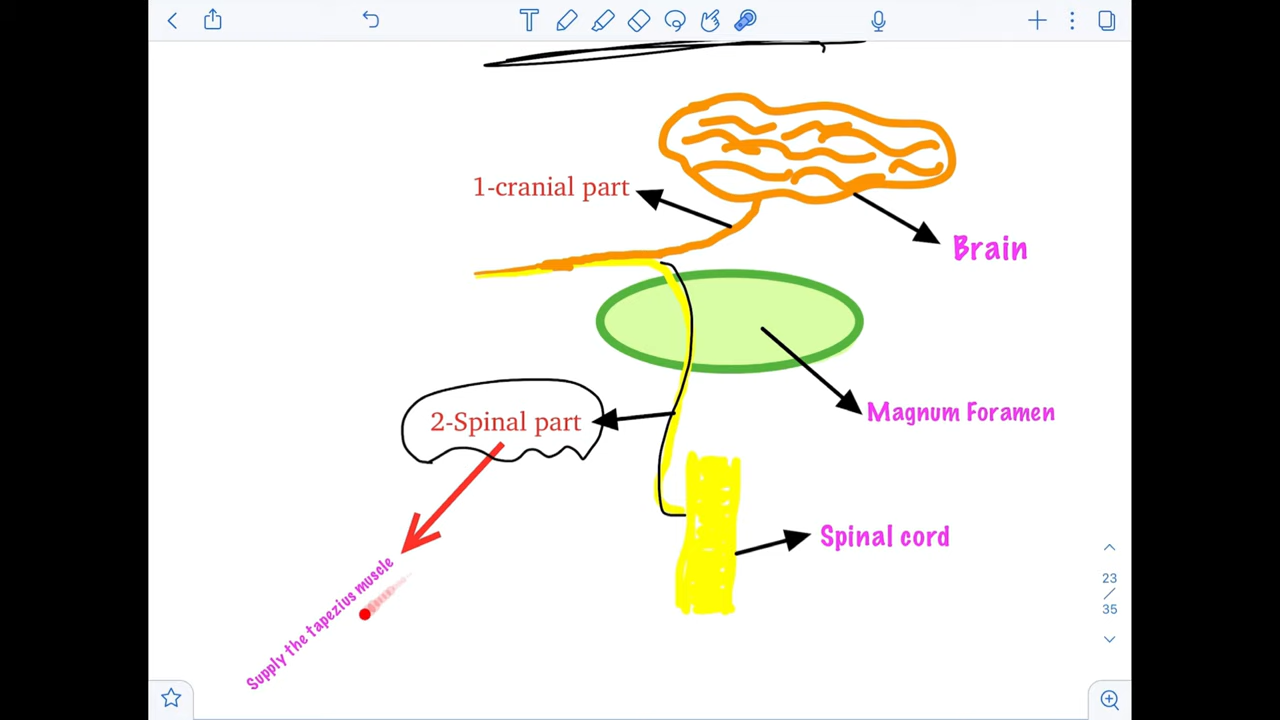 1-cranial part
Brain
Magnum Foramen
2-Spinal part
Spinal cord
Supply the tapezius muscle
23
/
35